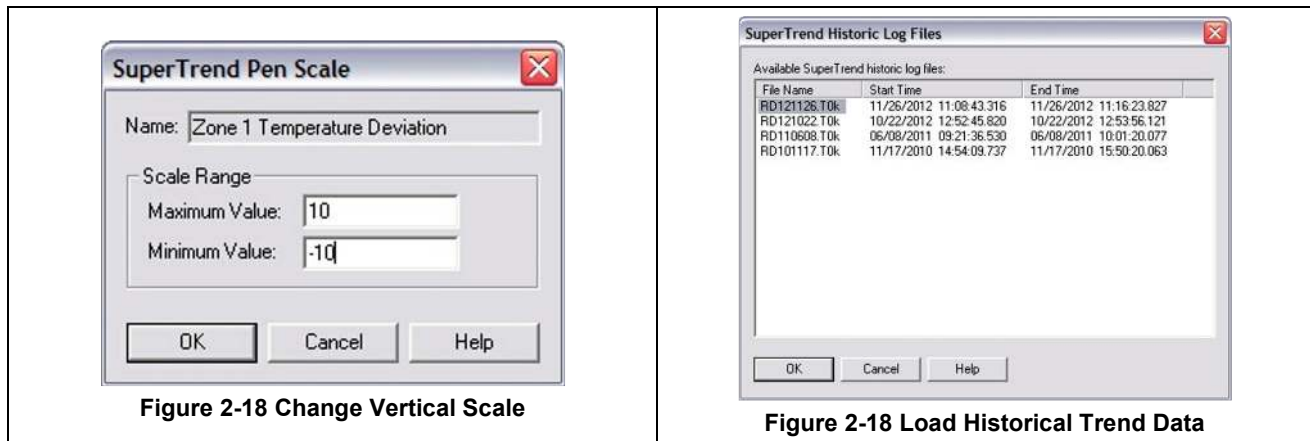 SuperTrend Pen Scale
Name: Zone 1 Temperature Deviation
Scale Range
Maximum Value: 10
Minimum Value: -10
OK Cancel Help
Figure 2-18 Change Vertical Scale
SuperTrend Historic Log Files
Available SuperTrend historic log files:
File Name Start Time End Time
RD121126.T0k 11/26/2012 11:08:43.316 11/26/2012 11:16:23.827
RD121022.T0k 10/22/2012 12:52:45.820 10/22/2012 12:53:56.121
RD110608.T0k 06/08/2011 09:21:36.530 06/08/2011 10:01:20.077
RD101117.T0k 11/17/2010 14:54:09.737 11/17/2010 15:50:20.063
OK Cancel Help
Figure 2-18 Load Historical Trend Data